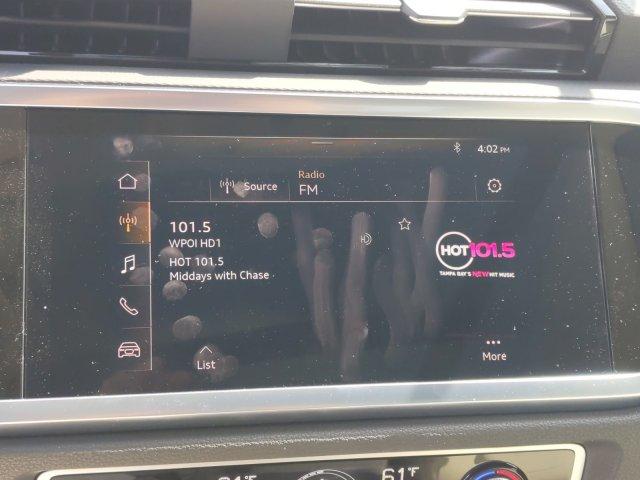 4:02 PM
Radio
Source
FM
101.5
WPOI HD1
HOT 101.5
Middays with Chase
HOT 101.5
TAMPA BAY'S NEW HIT MUSIC
List
More
61°F